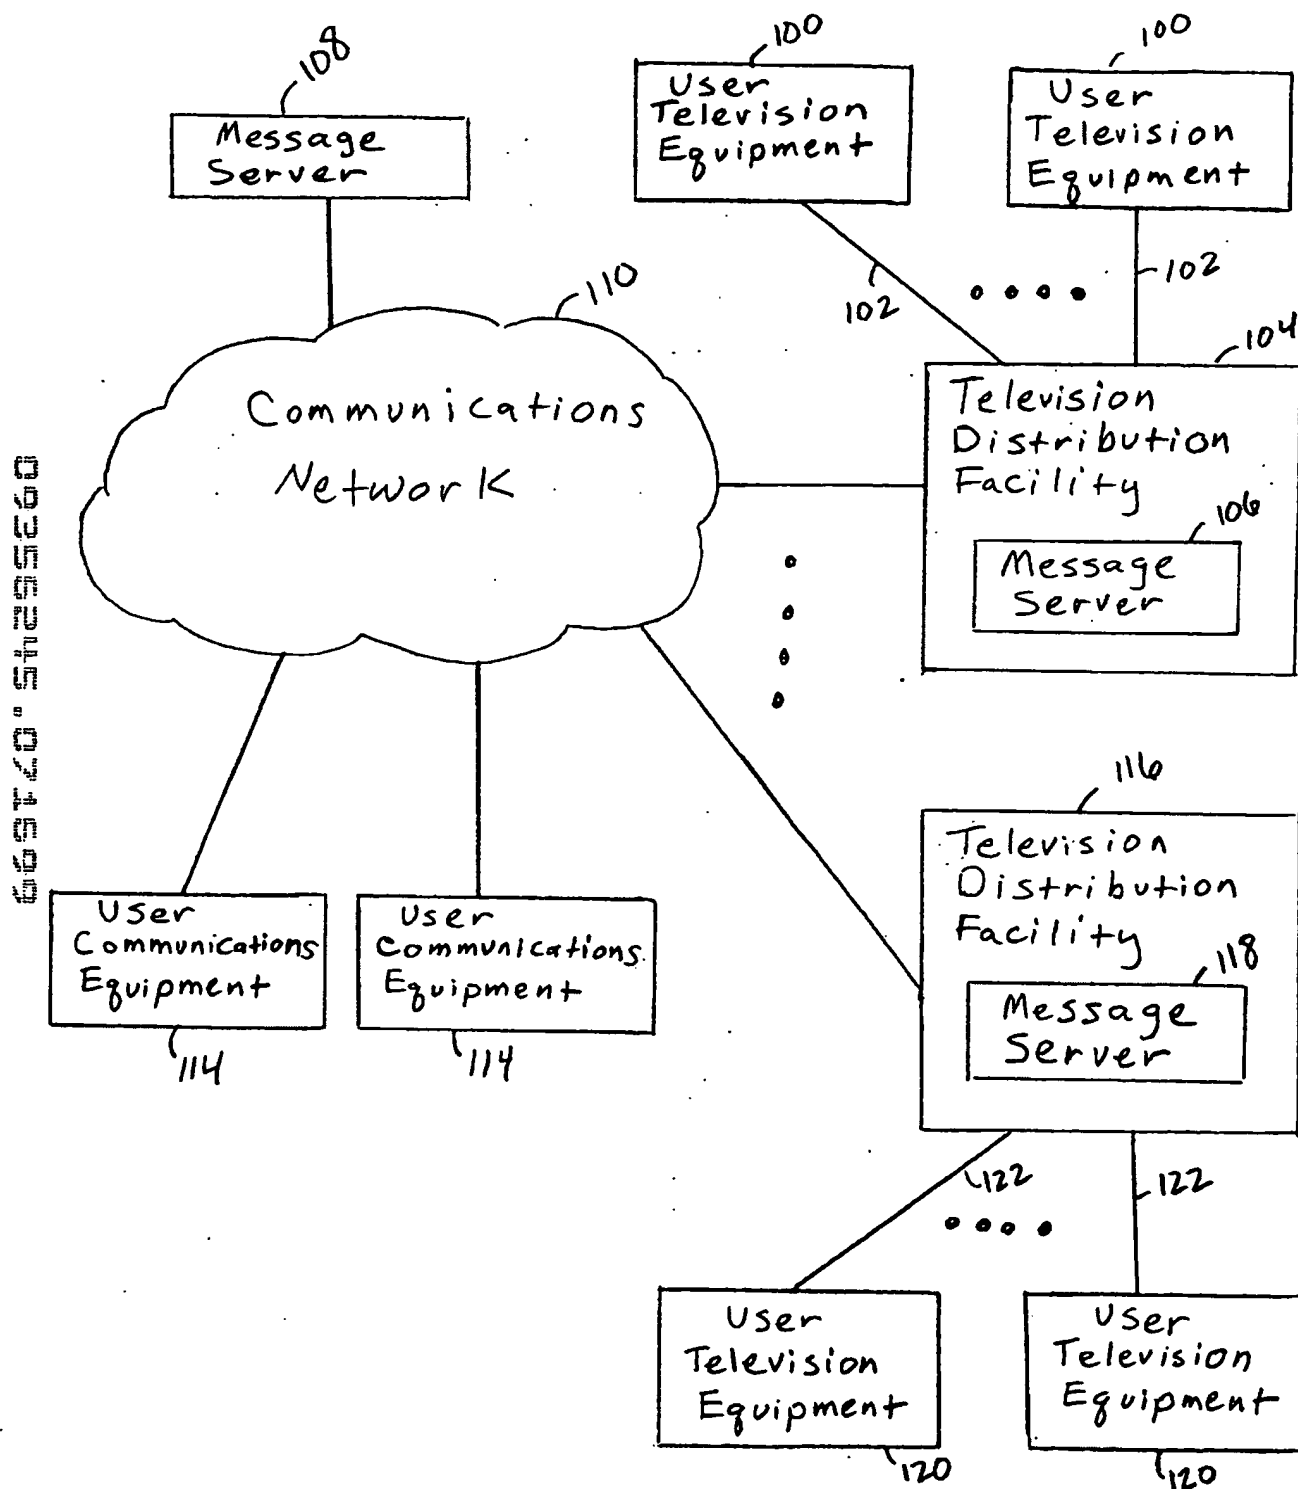 108
Message
Server
100
User
Television
Equipment
100
User
Television
Equipment
102
102
110
Communications
Network
104
Television
Distribution
Facility
106
Message
Server
09355245.071599
116
Television
Distribution
Facility
118
Message
Server
User
Communications
Equipment
114
User
Communications
Equipment
114
122
122
User
Television
Equipment
120
User
Television
Equipment
120